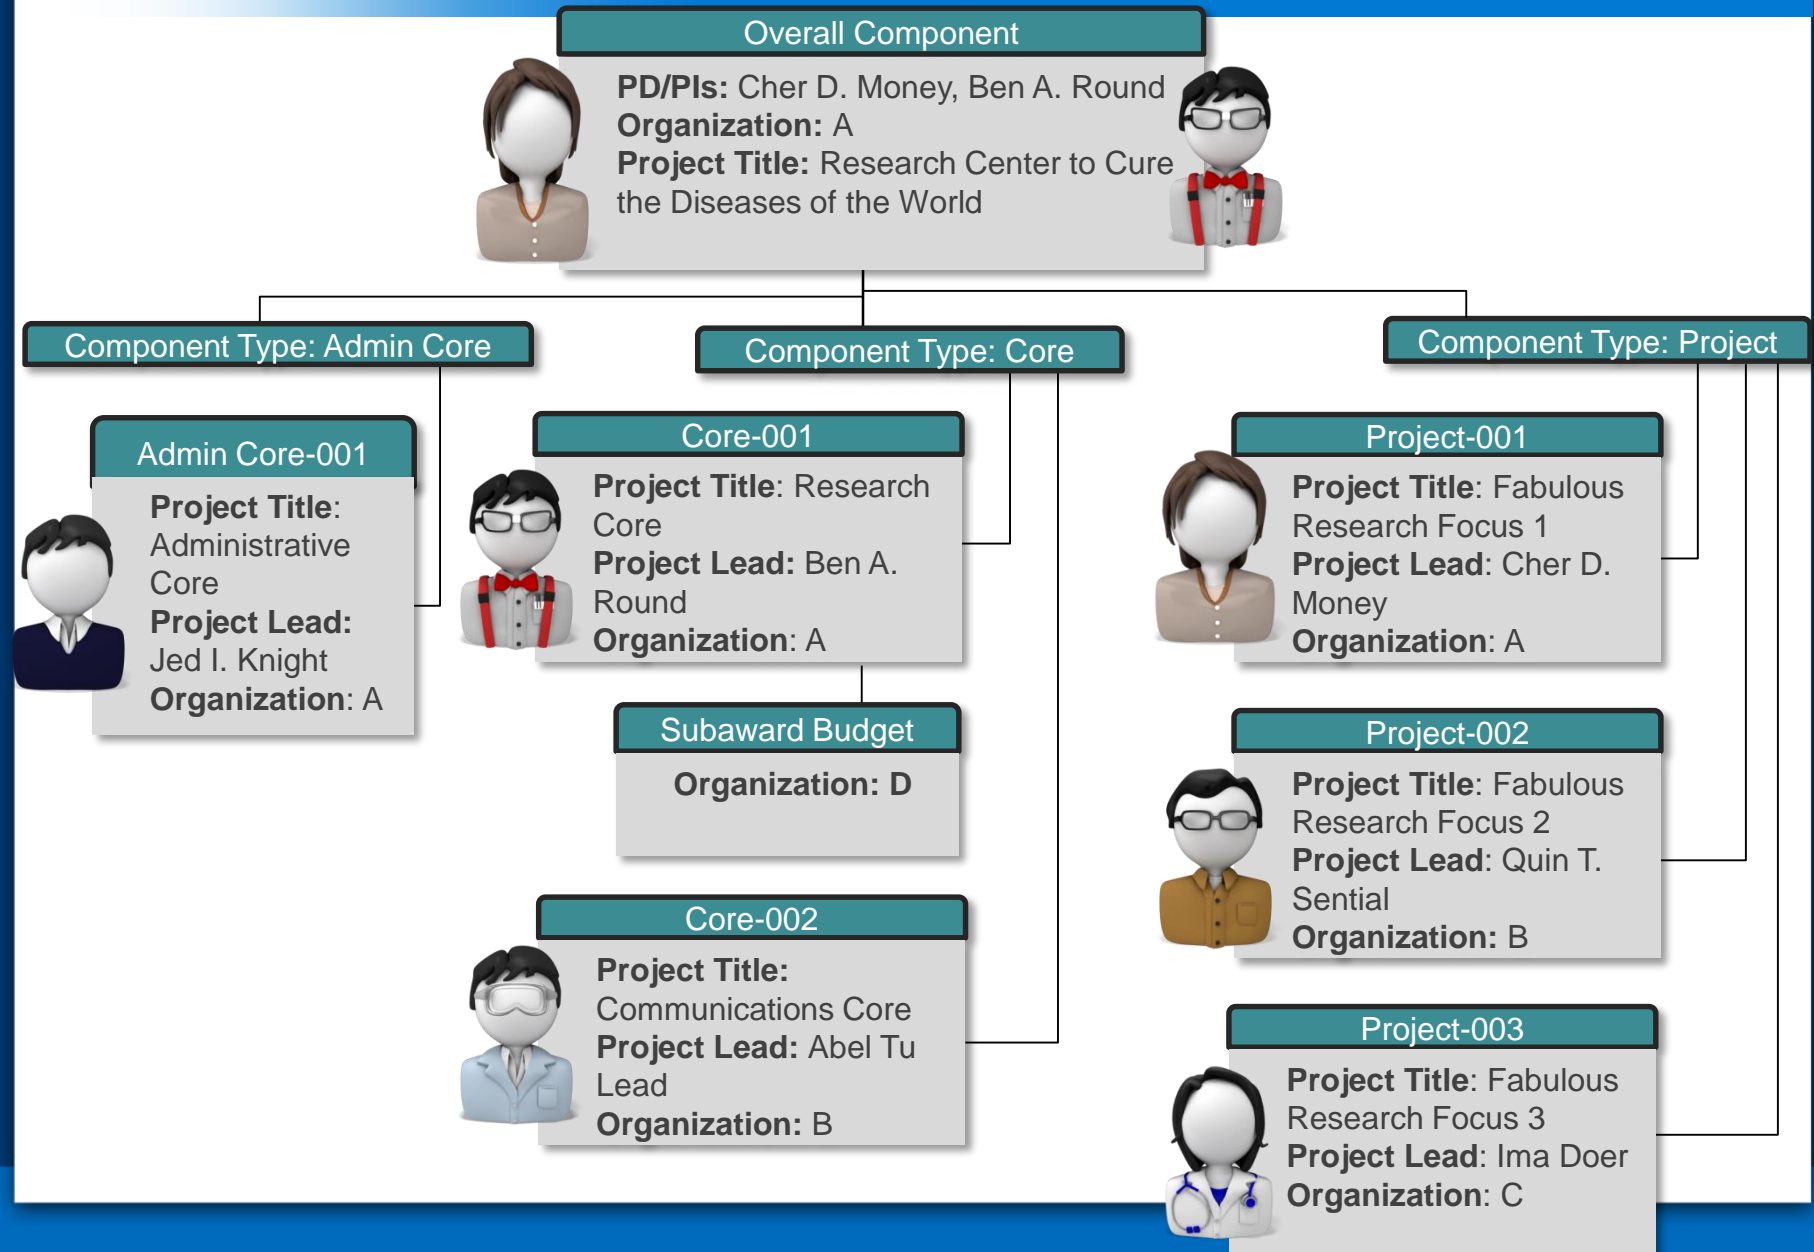 Overall Component
PD/PIs: Cher D. Money, Ben A. Round
Organization: A
Project Title: Research Center to Cure
the Diseases of the World
Component Type: Admin Core
Component Type: Core
Component Type: Project
Admin Core-001
Project Title:
Administrative
Core
Project Lead:
Jed I. Knight
Organization: A
Core-001
Project Title: Research
Core
Project Lead: Ben A.
Round
Organization: A
Subaward Budget
Organization: D
Core-002
Project Title:
Communications Core
Project Lead: Abel Tu
Lead
Organization: B
Project-001
Project Title: Fabulous
Research Focus 1
Project Lead: Cher D.
Money
Organization: A
Project-002
Project Title: Fabulous
Research Focus 2
Project Lead: Quin T.
Sential
Organization: B
Project-003
Project Title: Fabulous
Research Focus 3
Project Lead: Ima Doer
Organization: C